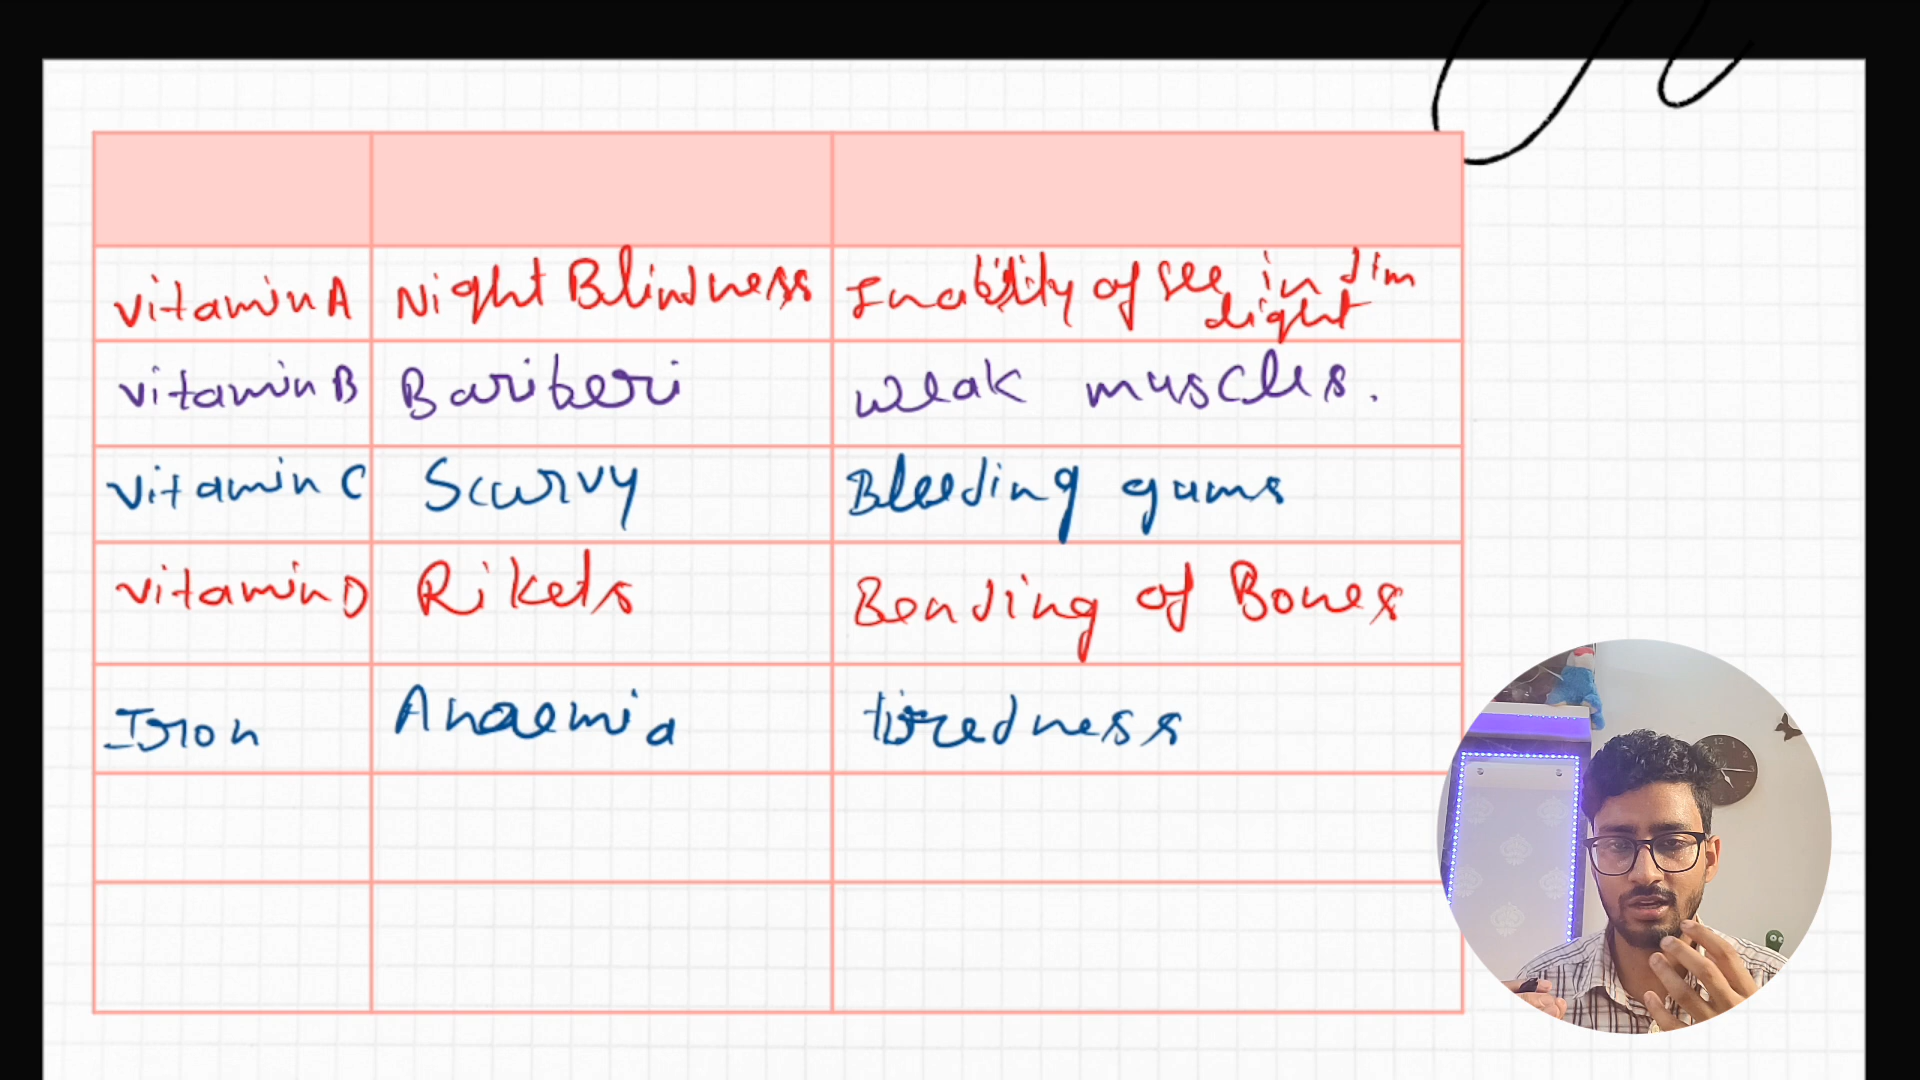 Vitamin A Night Blindness Inability of see in dim
light
Vitamin B Bariberi weak muscles.
Vitamin C Scurvy Bleeding gums
Vitamin D Rikets Bending of Bones
Iron Anaemia tiredness